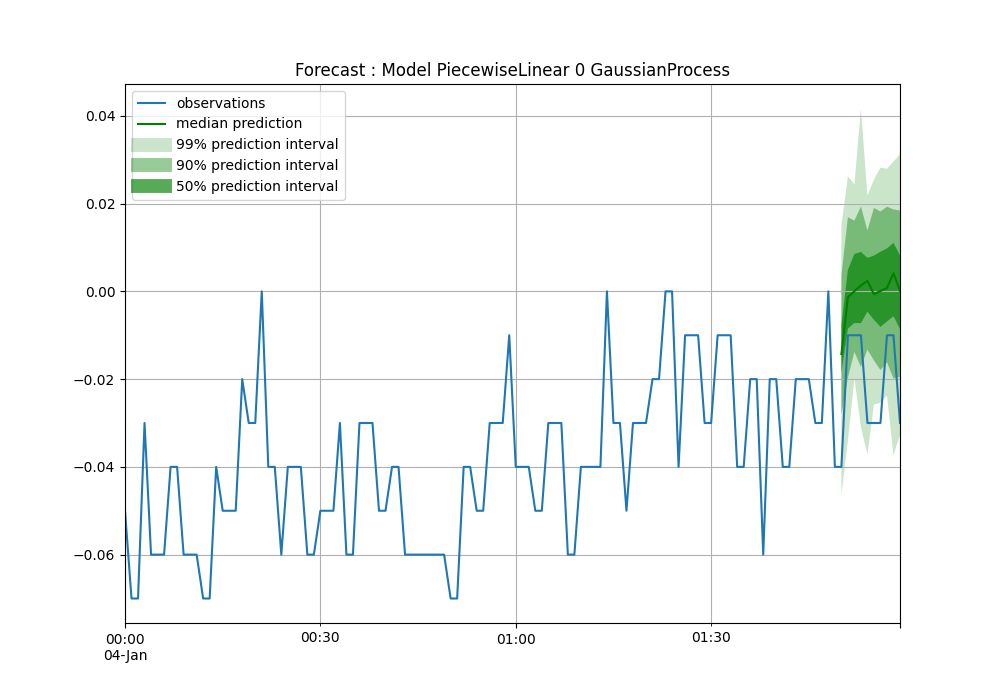 Forecast : Model PiecewiseLinear 0 GaussianProcess
observations
median prediction
99% prediction interval
90% prediction interval
50% prediction interval
0.04
0.02
0.00
−0.02
−0.04
−0.06
00:00
04-Jan
00:30
01:00
01:30